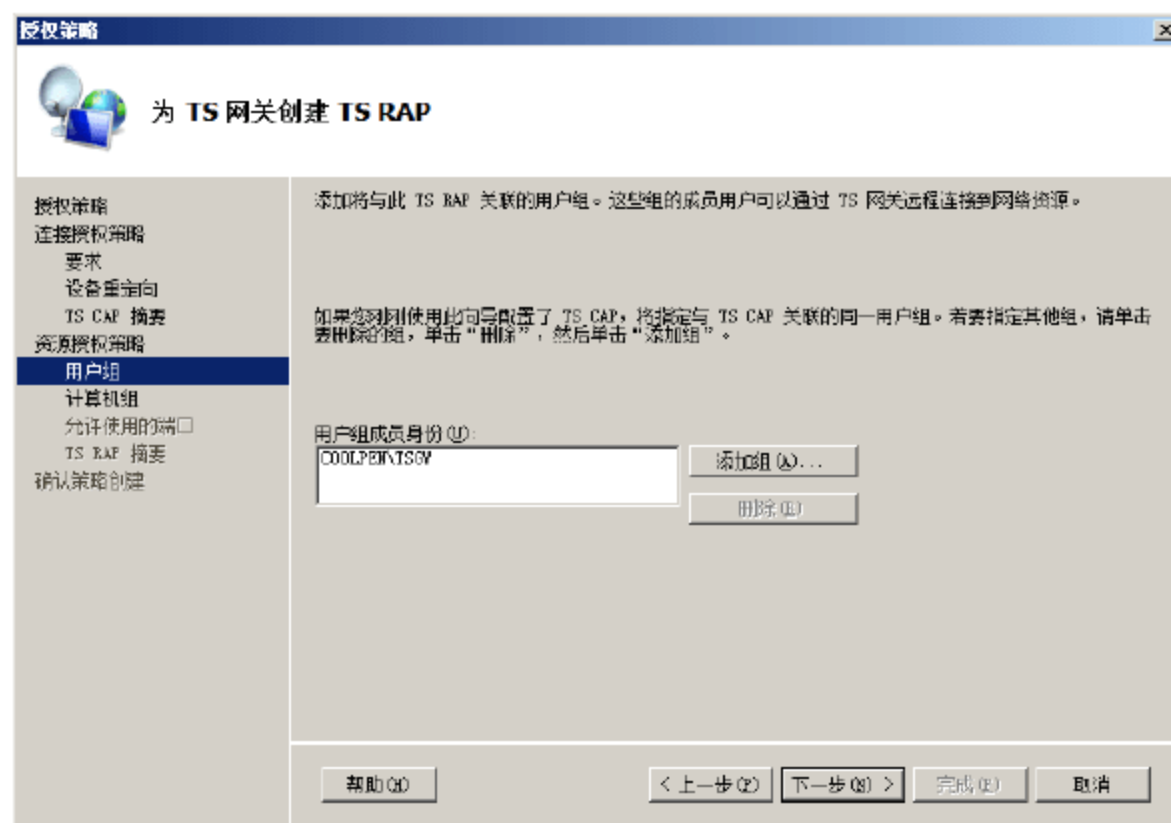 授权策略
为 TS 网关创建 TS RAP
授权策略
连接授权策略
要求
设备重定向
TS CAP 摘要
资源授权策略
用户组
计算机组
允许使用的端口
TS RAP 摘要
确认策略创建
添加将与此 TS RAP 关联的用户组。这些组的成员用户可以通过 TS 网关远程连接到网络资源。
如果您刚刚使用此向导配置了 TS CAP，将指定与 TS CAP 关联的同一用户组。若要指定其他组，请单击
要删除的组，单击“删除”，然后单击“添加组”。
用户组成员身份(U):
COOLPEN\TSGW
添加组(A)...
删除(R)
帮助(H)
< 上一步(P)
下一步(N) >
完成(F)
取消